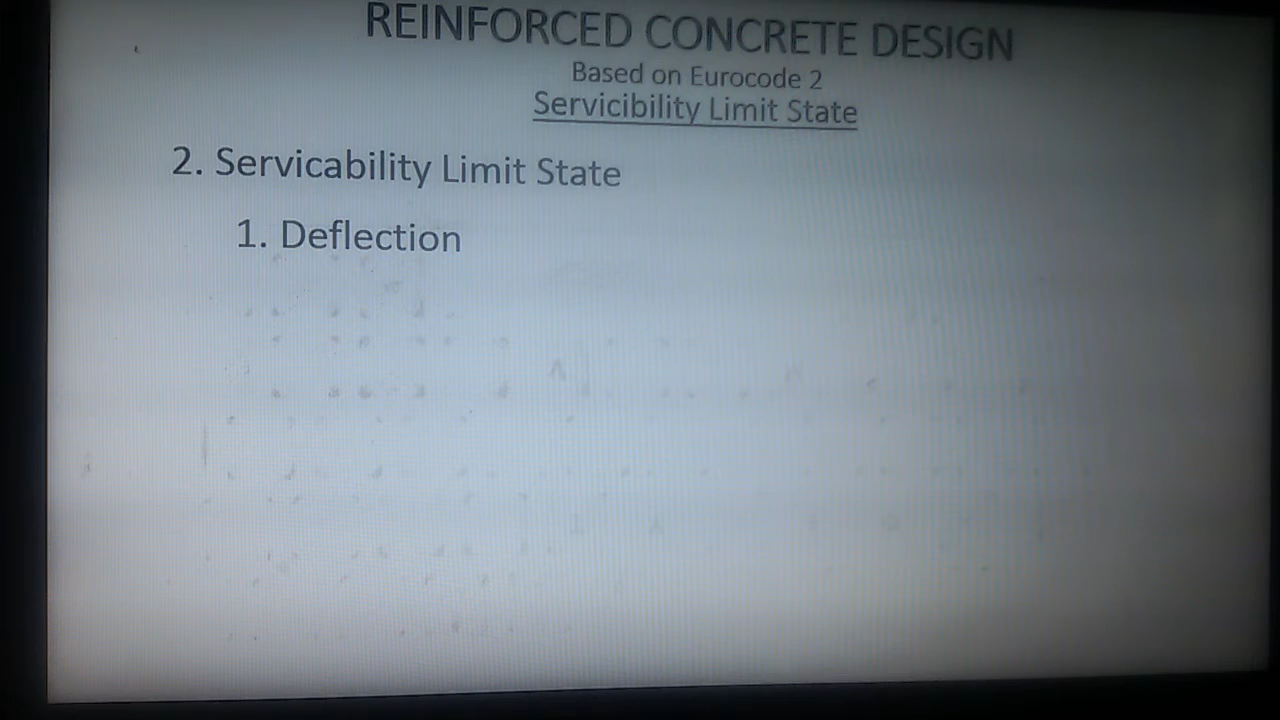 REINFORCED CONCRETE DESIGN
Based on Eurocode 2
Servicibility Limit State
2. Servicability Limit State
1. Deflection